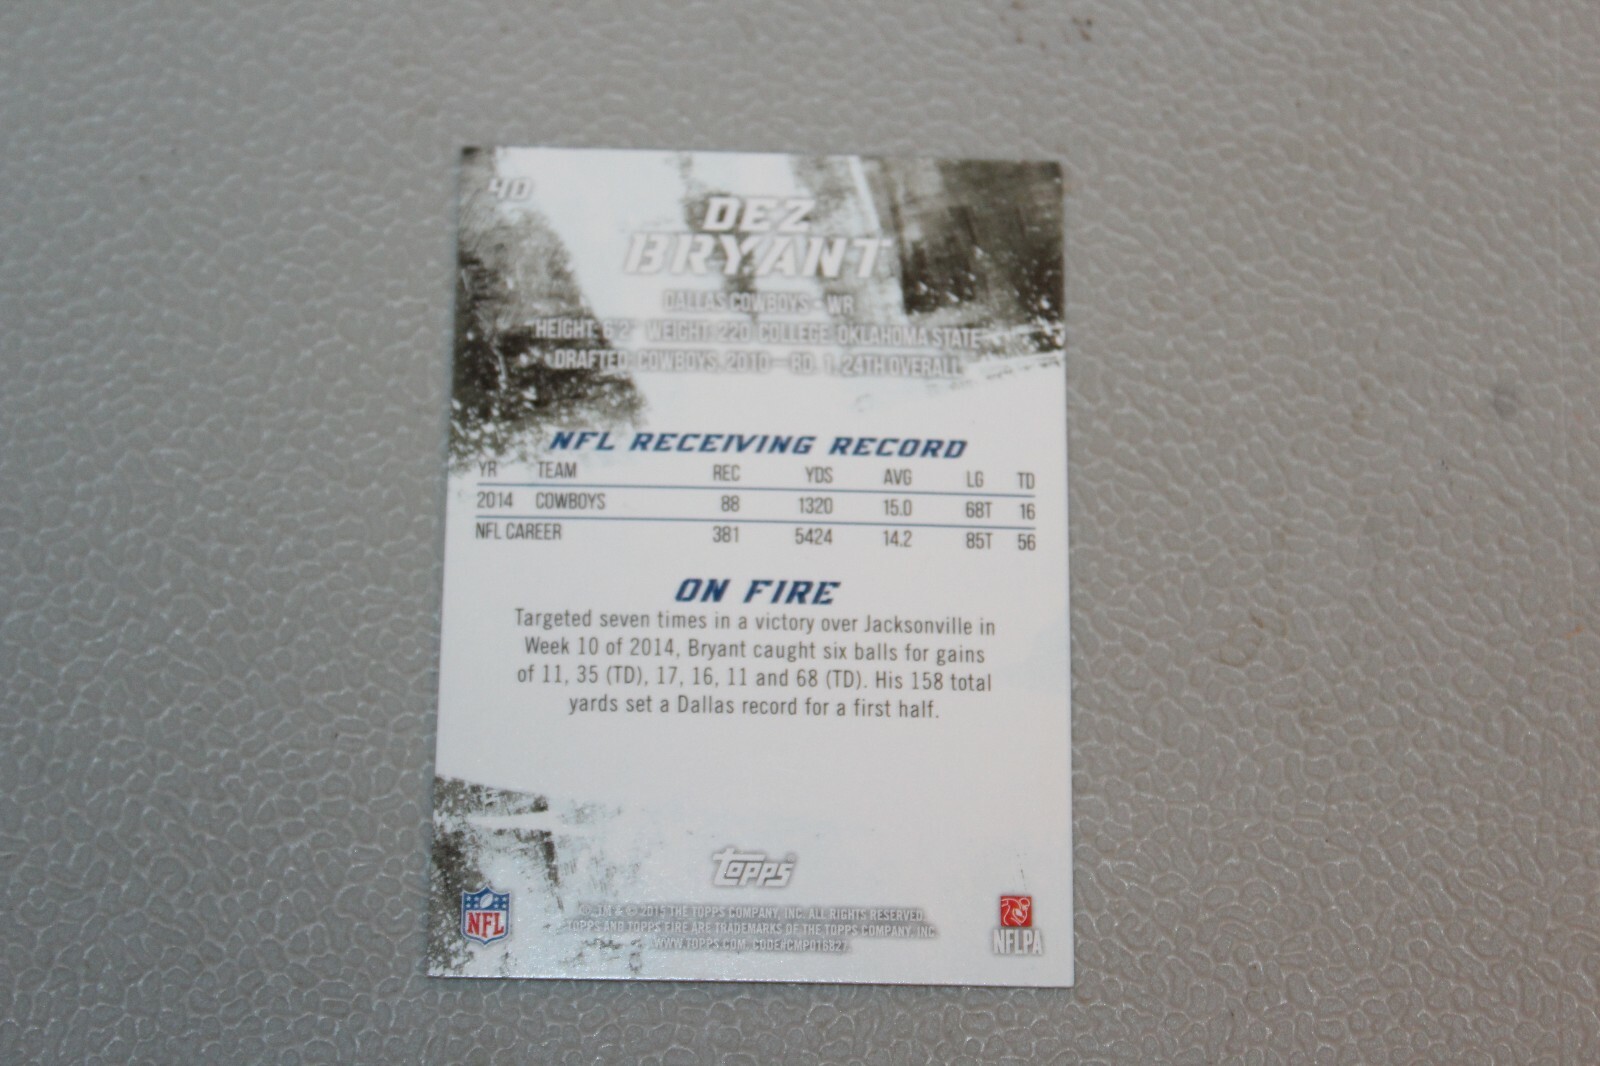 40
DEZ
BRYANT
DALLAS COWBOYS • WR
HEIGHT: 6'2" WEIGHT: 220 COLLEGE: OKLAHOMA STATE
DRAFTED: COWBOYS, 2010 — RD. 1, 24TH OVERALL
NFL RECEIVING RECORD
YR TEAM REC YDS AVG LG TD
2014 COWBOYS 88 1320 15.0 68T 16
NFL CAREER 381 5424 14.2 85T 56
ON FIRE
Targeted seven times in a victory over Jacksonville in
Week 10 of 2014, Bryant caught six balls for gains
of 11, 35 (TD), 17, 16, 11 and 68 (TD). His 158 total
yards set a Dallas record for a first half.
topps
®, TM & © 2015 THE TOPPS COMPANY, INC. ALL RIGHTS RESERVED.
TOPPS AND TOPPS FIRE ARE TRADEMARKS OF THE TOPPS COMPANY, INC.
WWW.TOPPS.COM CODE#CMP016827
NFL
NFLPA